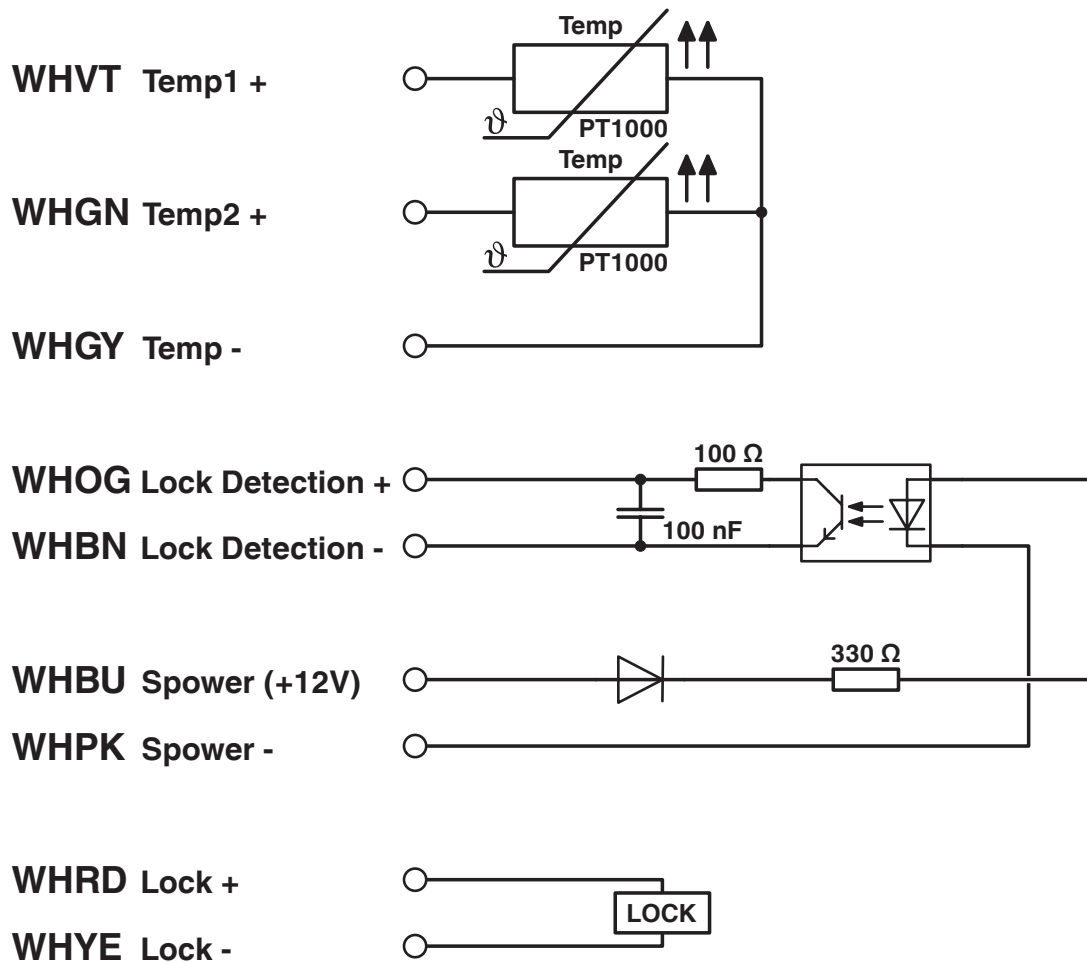 Temp
WHVT Temp1 +
ϑ PT1000
Temp
WHGN Temp2 +
ϑ PT1000
WHGY Temp -
100 Ω
WHOG Lock Detection +
100 nF
WHBN Lock Detection -
330 Ω
WHBU Spower (+12V)
WHPK Spower -
WHRD Lock +
LOCK
WHYE Lock -